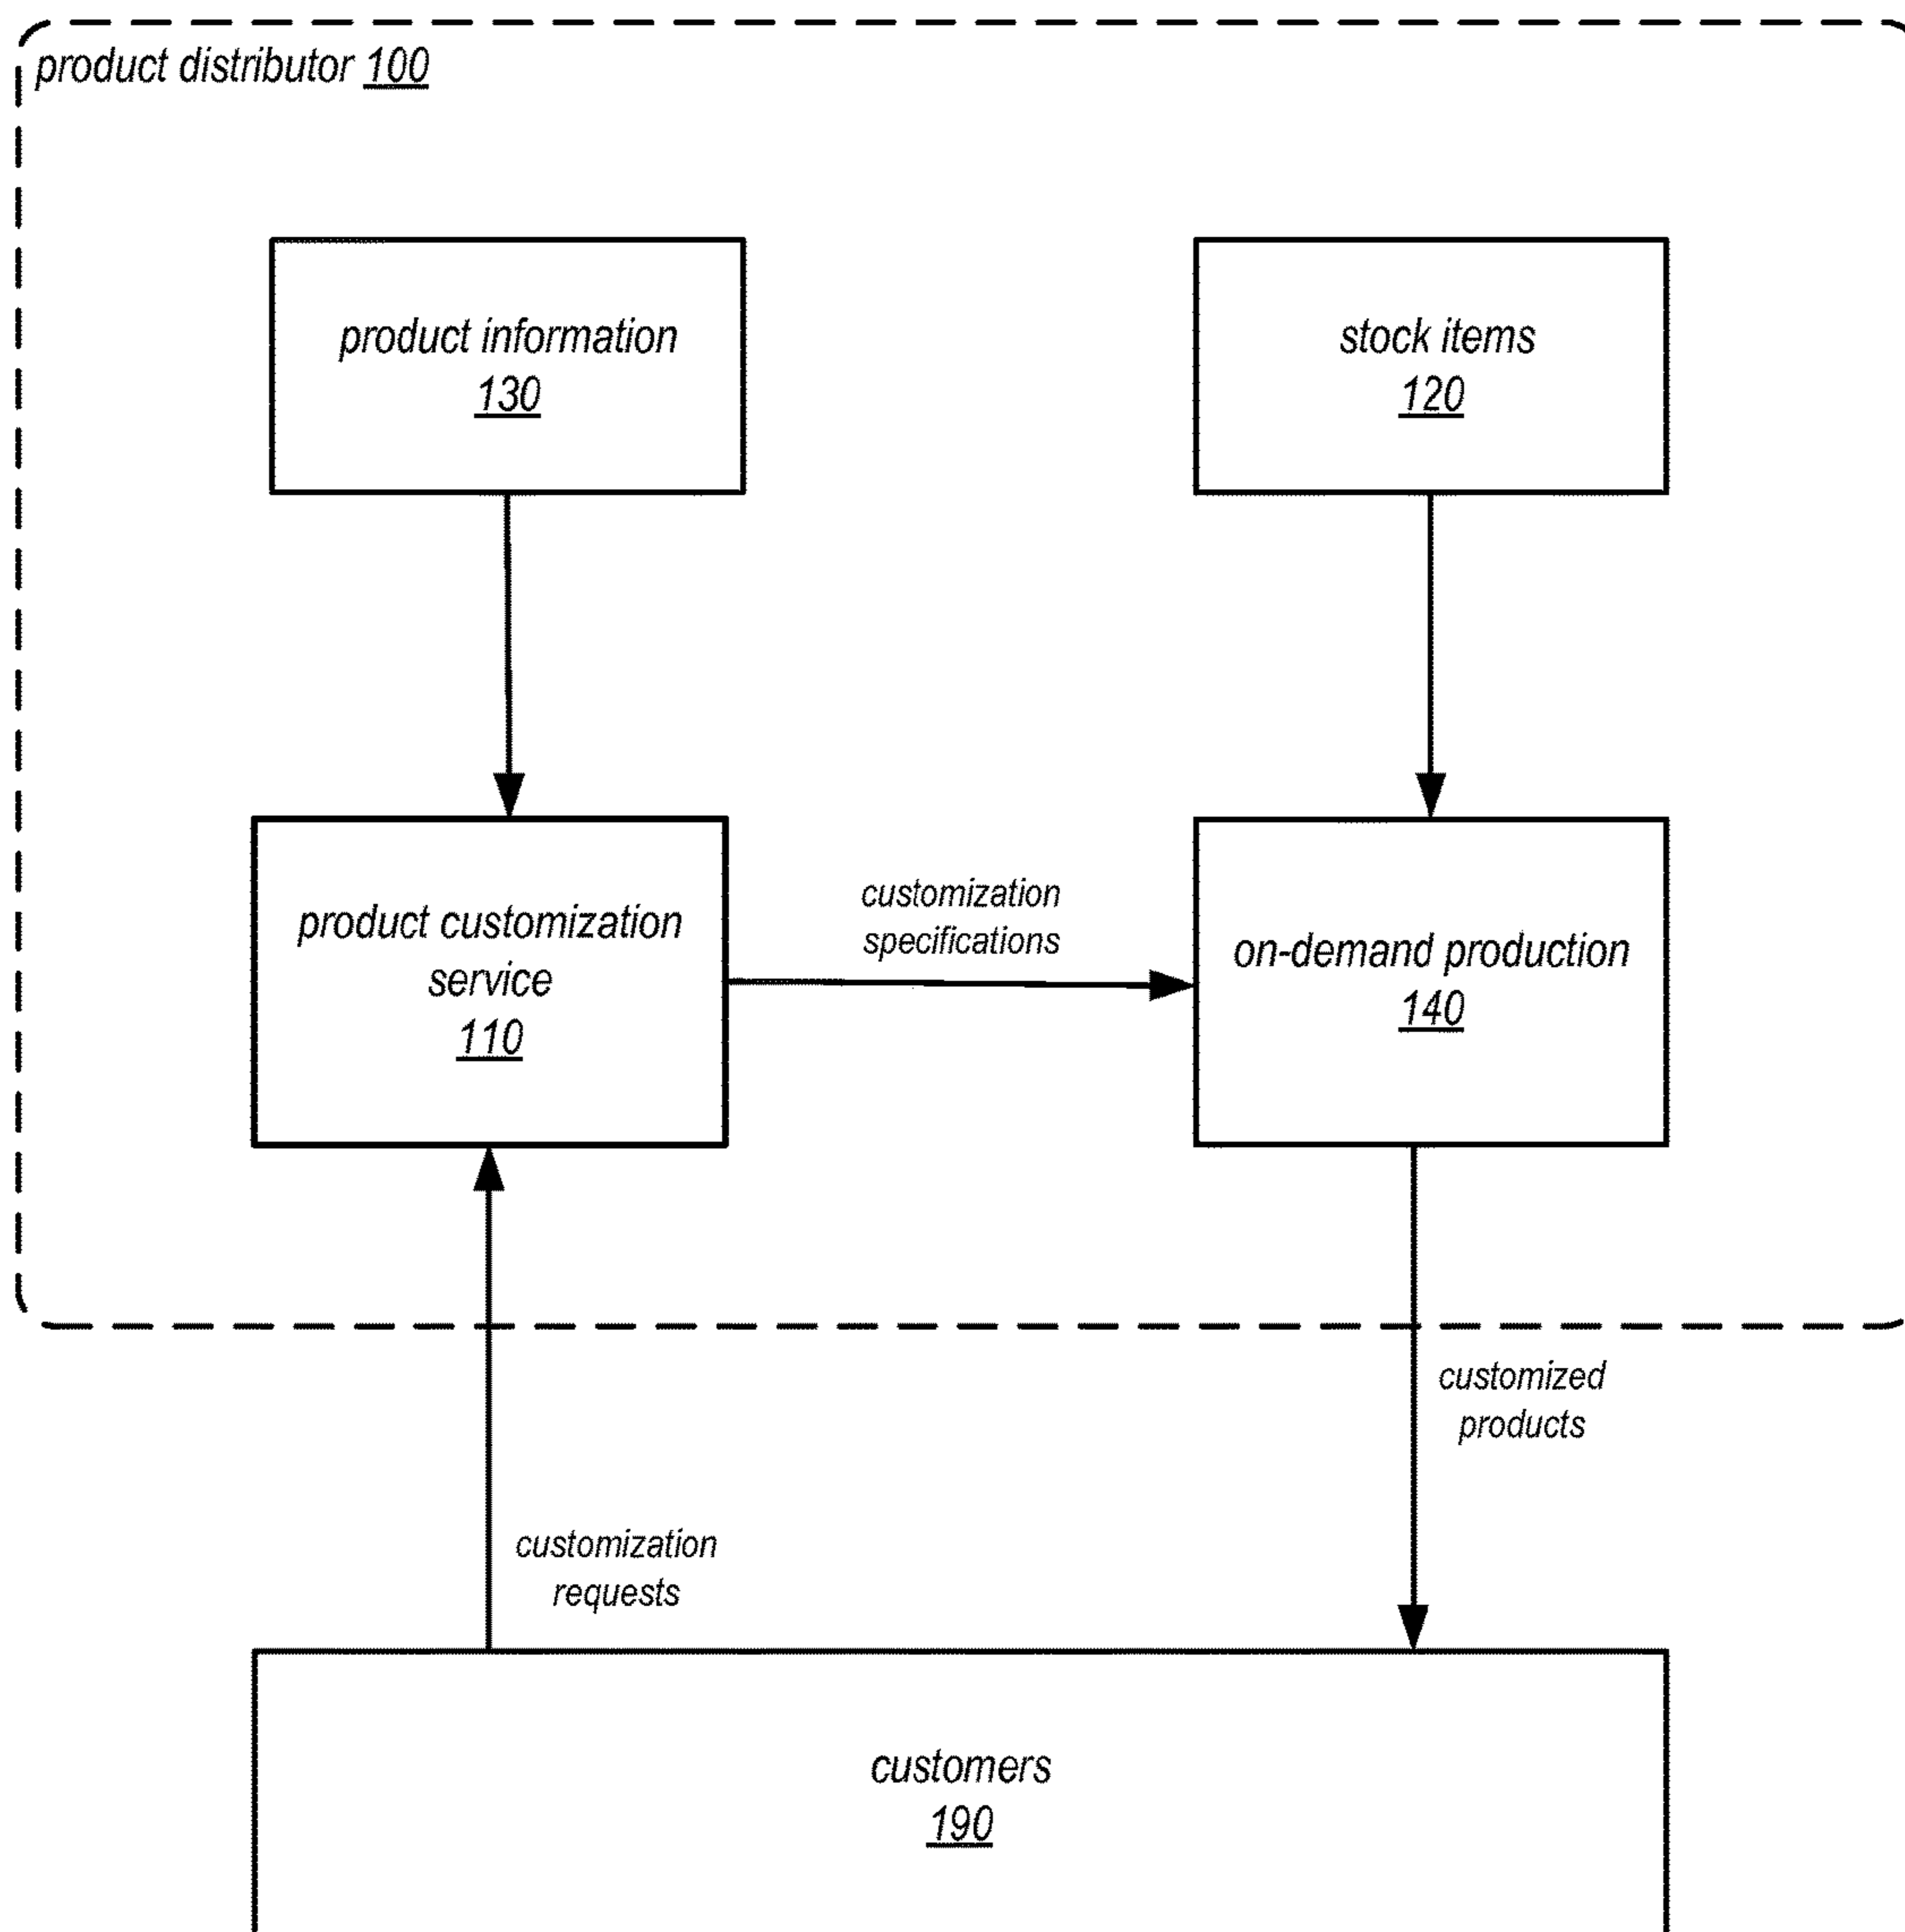 product distributor 100
product information
130
stock items
120
product customization
service
110
customization
specifications
on-demand production
140
customized
products
customization
requests
customers
190